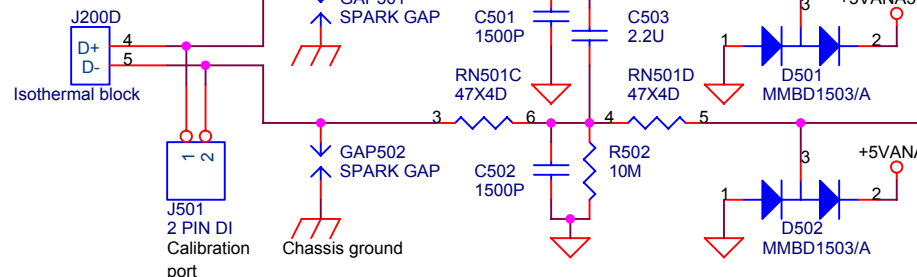 J200D
D+
D-
4
5
Isothermal block
SPARK GAP
C501
1500P
C503
2.2U
3
1
2
D501
MMBD1503/A
RN501C
47X4D
3
6
RN501D
47X4D
4
5
1
2
J501
2 PIN DI
Calibration
port
GAP502
SPARK GAP
Chassis ground
C502
1500P
R502
10M
3
+5VANA
1
2
D502
MMBD1503/A